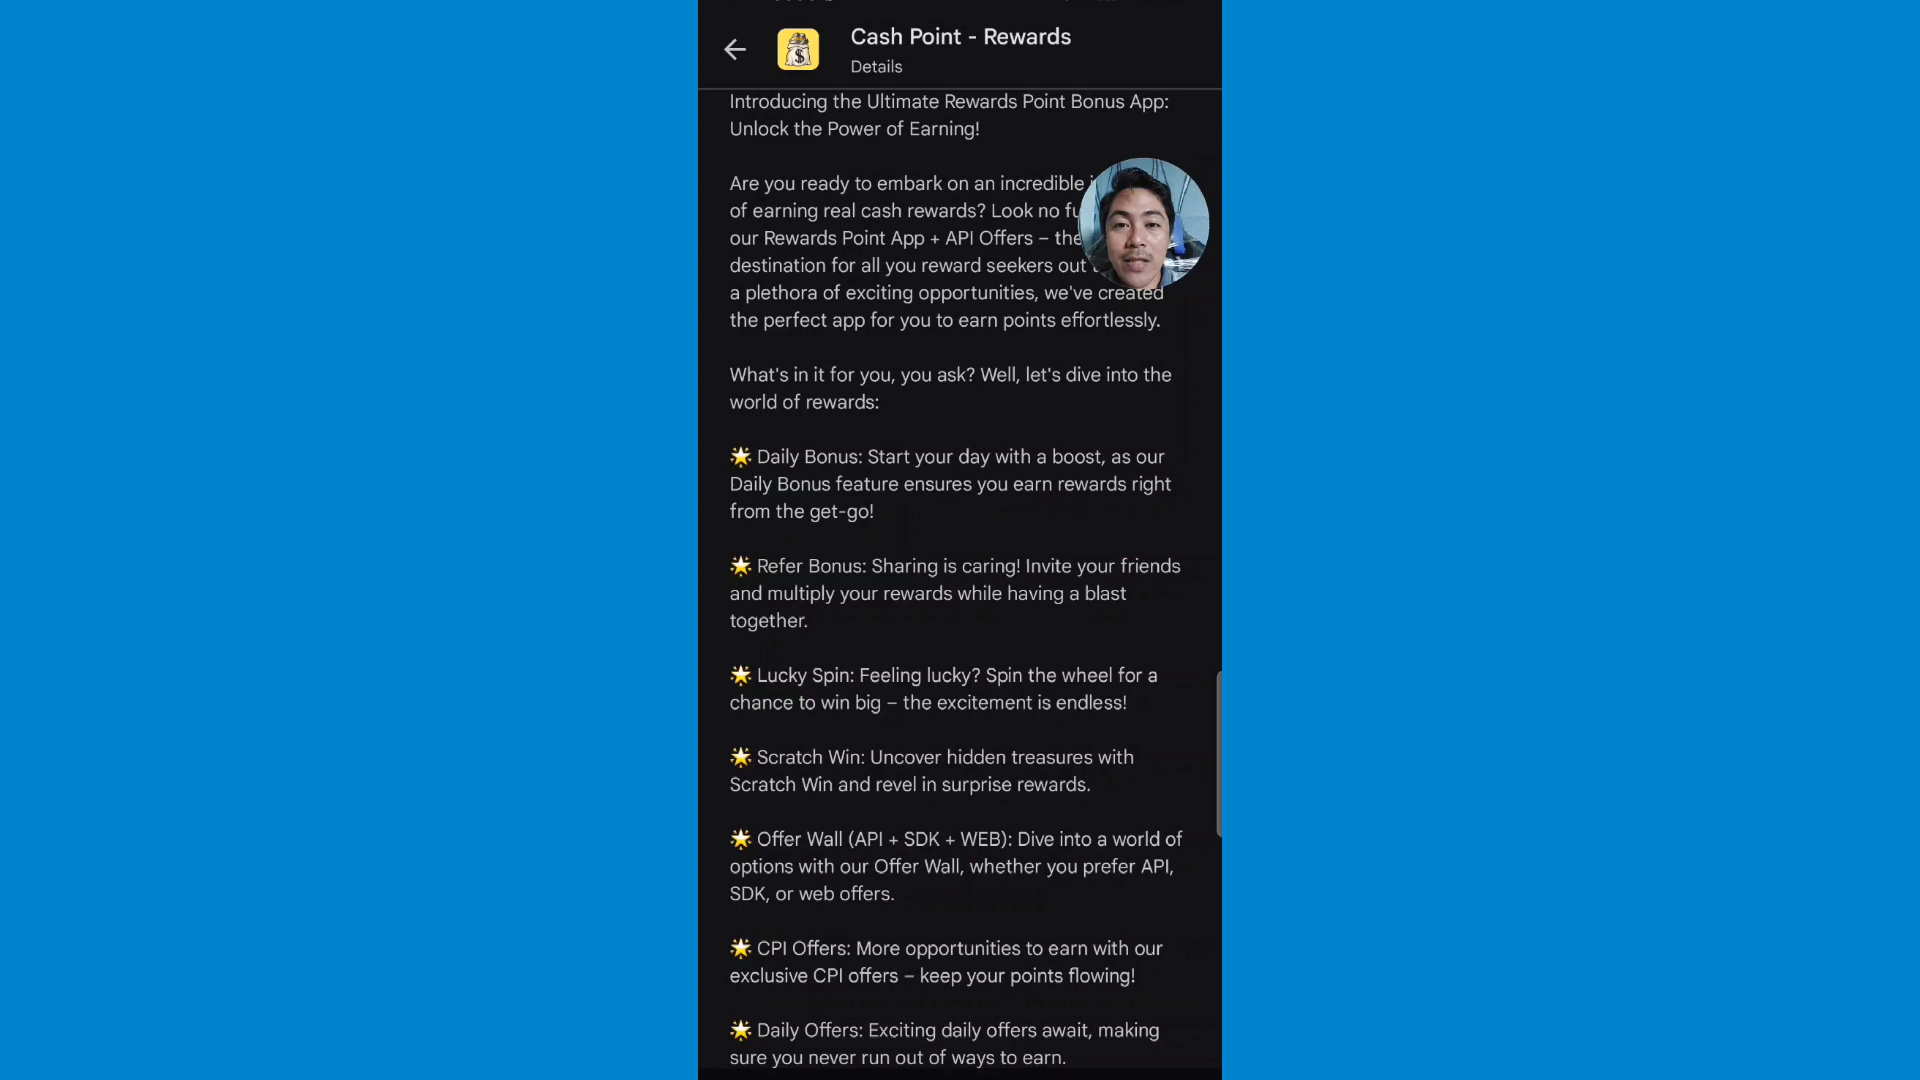 Cash Point - Rewards
Details
Introducing the Ultimate Rewards Point Bonus App:
Unlock the Power of Earning!
Are you ready to embark on an incredible
of earning real cash rewards? Look no
our Rewards Point App + API Offers – the
destination for all you reward seekers out
a plethora of exciting opportunities, we've created
the perfect app for you to earn points effortlessly.
What's in it for you, you ask? Well, let's dive into the
world of rewards:
🌟 Daily Bonus: Start your day with a boost, as our
Daily Bonus feature ensures you earn rewards right
from the get-go!
🌟 Refer Bonus: Sharing is caring! Invite your friends
and multiply your rewards while having a blast
together.
🌟 Lucky Spin: Feeling lucky? Spin the wheel for a
chance to win big – the excitement is endless!
🌟 Scratch Win: Uncover hidden treasures with
Scratch Win and revel in surprise rewards.
🌟 Offer Wall (API + SDK + WEB): Dive into a world of
options with our Offer Wall, whether you prefer API,
SDK, or web offers.
🌟 CPI Offers: More opportunities to earn with our
exclusive CPI offers – keep your points flowing!
🌟 Daily Offers: Exciting daily offers await, making
sure you never run out of ways to earn.